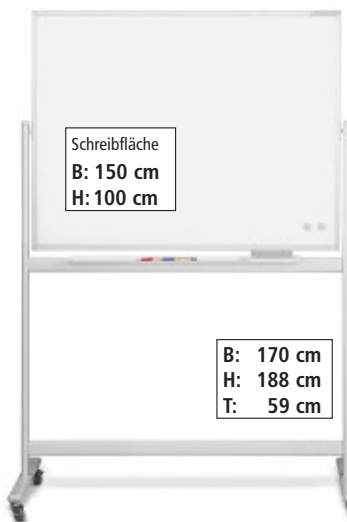 Schreibfläche
B: 150 cm
H: 100 cm
B: 170 cm
H: 188 cm
T: 59 cm